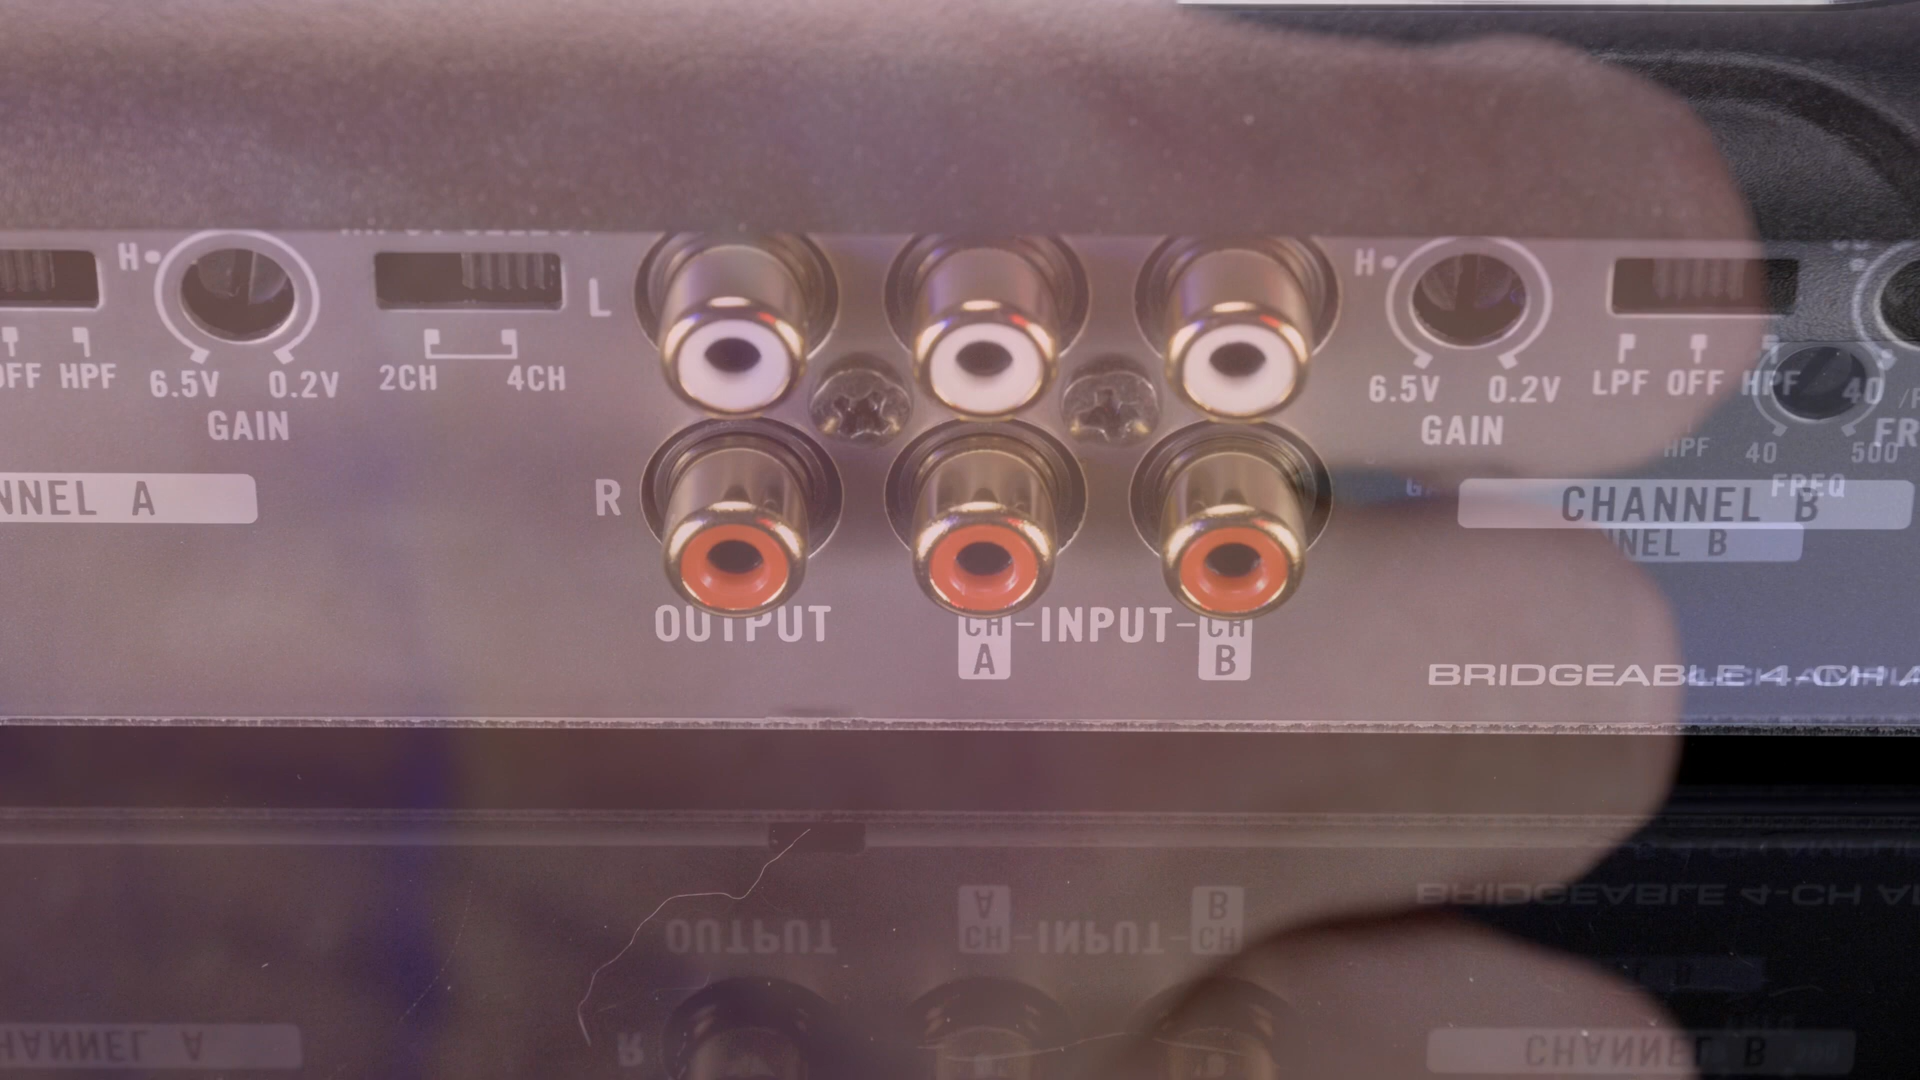 H• L H•
OFF HPF 6.5V 0.2V 2CH 4CH 6.5V 0.2V LPF OFF HPF 40
GAIN GAIN
HPF 40 500
R FREQ
NNEL A CHANNEL B
NEL B
OUTPUT CH A -INPUT- CH B
BRIDGEABLE 4-CH